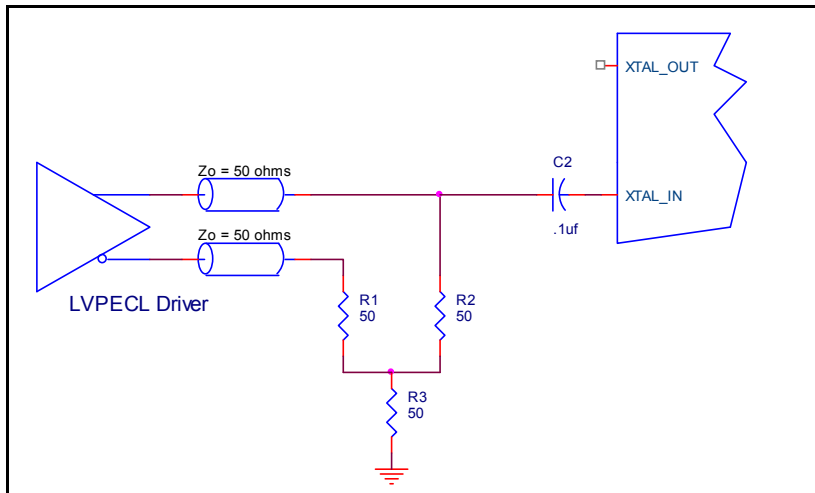 XTAL_OUT
C2
Zo = 50 ohms
XTAL_IN
.1uf
Zo = 50 ohms
LVPECL Driver
R1
50
R2
50
R3
50